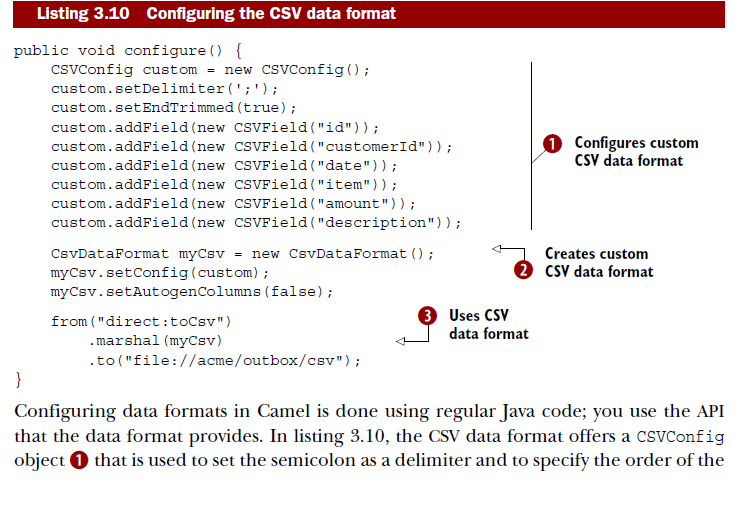 Listing 3.10 Configuring the CSV data format
public void configure() {
    CSVConfig custom = new CSVConfig();
    custom.setDelimiter(';');
    custom.setEndTrimmed(true);
    custom.addField(new CSVField("id"));
    custom.addField(new CSVField("customerId"));
    custom.addField(new CSVField("date"));
    custom.addField(new CSVField("item"));
    custom.addField(new CSVField("amount"));
    custom.addField(new CSVField("description"));
1 Configures custom
CSV data format
    CsvDataFormat myCsv = new CsvDataFormat();
    myCsv.setConfig(custom);
    myCsv.setAutogenColumns(false);
Creates custom
2 CSV data format
    from("direct:toCsv")
        .marshal(myCsv)
        .to("file://acme/outbox/csv");
}
3 Uses CSV
data format
Configuring data formats in Camel is done using regular Java code; you use the API
that the data format provides. In listing 3.10, the CSV data format offers a CSVConfig
object 1 that is used to set the semicolon as a delimiter and to specify the order of the